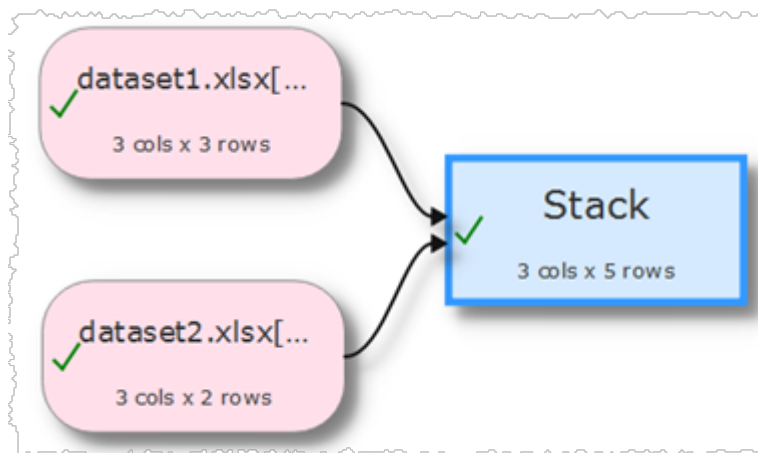 dataset1.xlsx[...
3 cols x 3 rows
Stack
3 cols x 5 rows
dataset2.xlsx[...
3 cols x 2 rows